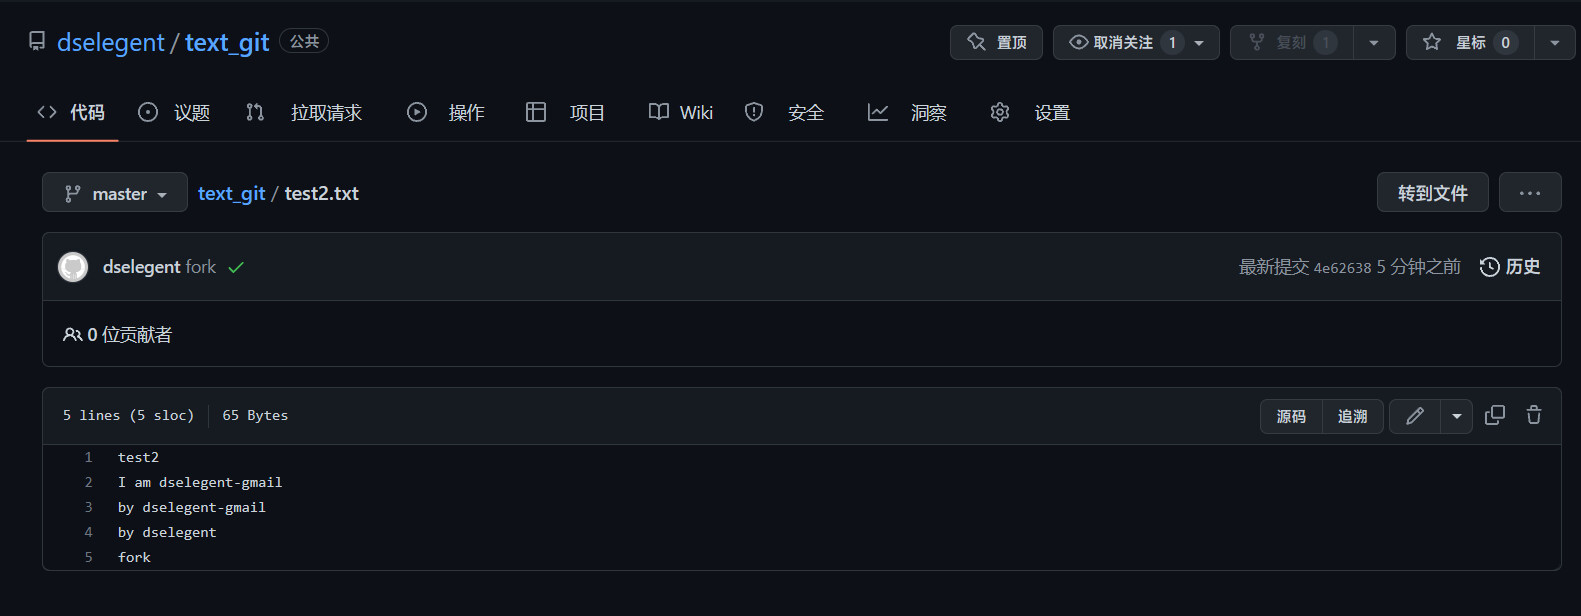 dselegent / text_git 公共 置顶 取消关注 1 复刻 1 星标 0
代码 议题 拉取请求 操作 项目 Wiki 安全 洞察 设置
master text_git / test2.txt 转到文件 ...
dselegent fork 最新提交 4e62638 5 分钟之前 历史
0 位贡献者
5 lines (5 sloc) 65 Bytes 源码 追溯
1 test2
2 I am dselegent-gmail
3 by dselegent-gmail
4 by dselegent
5 fork